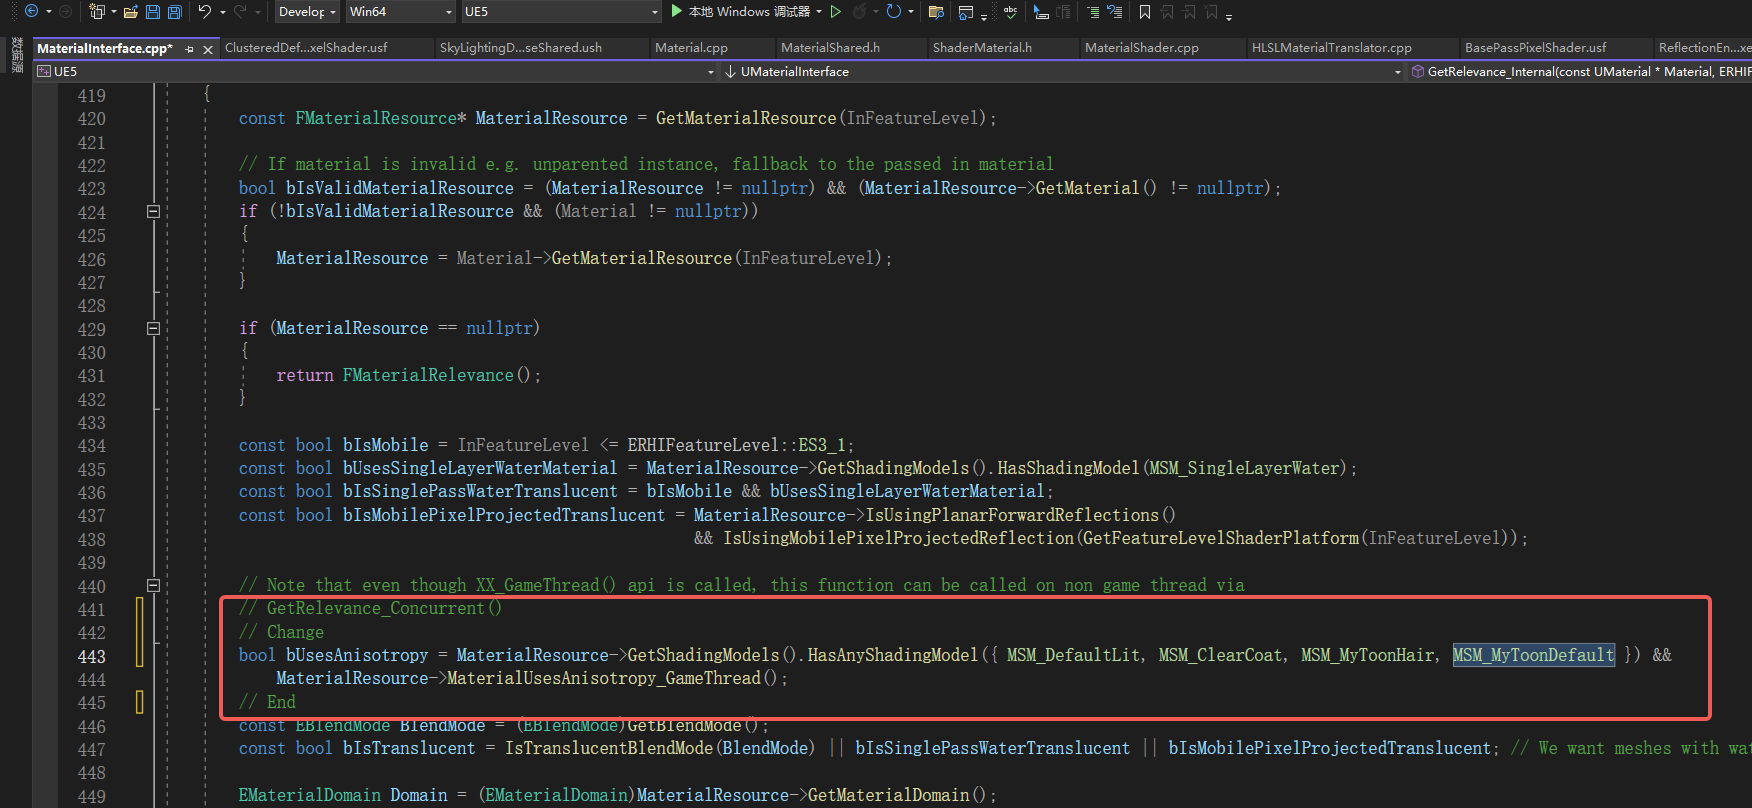 Develop Win64 UE5 本地 Windows 调试器
数据源
MaterialInterface.cpp* ClusteredDef...xelShader.usf SkyLightingD...seShared.ush Material.cpp MaterialShared.h ShaderMaterial.h MaterialShader.cpp HLSLMaterialTranslator.cpp BasePassPixelShader.usf ReflectionEn...xe
UE5 UMaterialInterface GetRelevance_Internal(const UMaterial * Material, ERHIF
419 {
420 const FMaterialResource* MaterialResource = GetMaterialResource(InFeatureLevel);
421
422 // If material is invalid e.g. unparented instance, fallback to the passed in material
423 bool bIsValidMaterialResource = (MaterialResource != nullptr) && (MaterialResource->GetMaterial() != nullptr);
424 if (!bIsValidMaterialResource && (Material != nullptr))
425 {
426 MaterialResource = Material->GetMaterialResource(InFeatureLevel);
427 }
428
429 if (MaterialResource == nullptr)
430 {
431 return FMaterialRelevance();
432 }
433
434 const bool bIsMobile = InFeatureLevel <= ERHIFeatureLevel::ES3_1;
435 const bool bUsesSingleLayerWaterMaterial = MaterialResource->GetShadingModels().HasShadingModel(MSM_SingleLayerWater);
436 const bool bIsSinglePassWaterTranslucent = bIsMobile && bUsesSingleLayerWaterMaterial;
437 const bool bIsMobilePixelProjectedTranslucent = MaterialResource->IsUsingPlanarForwardReflections()
438 && IsUsingMobilePixelProjectedReflection(GetFeatureLevelShaderPlatform(InFeatureLevel));
439
440 // Note that even though XX_GameThread() api is called, this function can be called on non game thread via
441 // GetRelevance_Concurrent()
442 // Change
443 bool bUsesAnisotropy = MaterialResource->GetShadingModels().HasAnyShadingModel({ MSM_DefaultLit, MSM_ClearCoat, MSM_MyToonHair, MSM_MyToonDefault }) &&
444 MaterialResource->MaterialUsesAnisotropy_GameThread();
445 // End
446 const EBlendMode BlendMode = (EBlendMode)GetBlendMode();
447 const bool bIsTranslucent = IsTranslucentBlendMode(BlendMode) || bIsSinglePassWaterTranslucent || bIsMobilePixelProjectedTranslucent; // We want meshes with wat
448
449 EMaterialDomain Domain = (EMaterialDomain)MaterialResource->GetMaterialDomain();